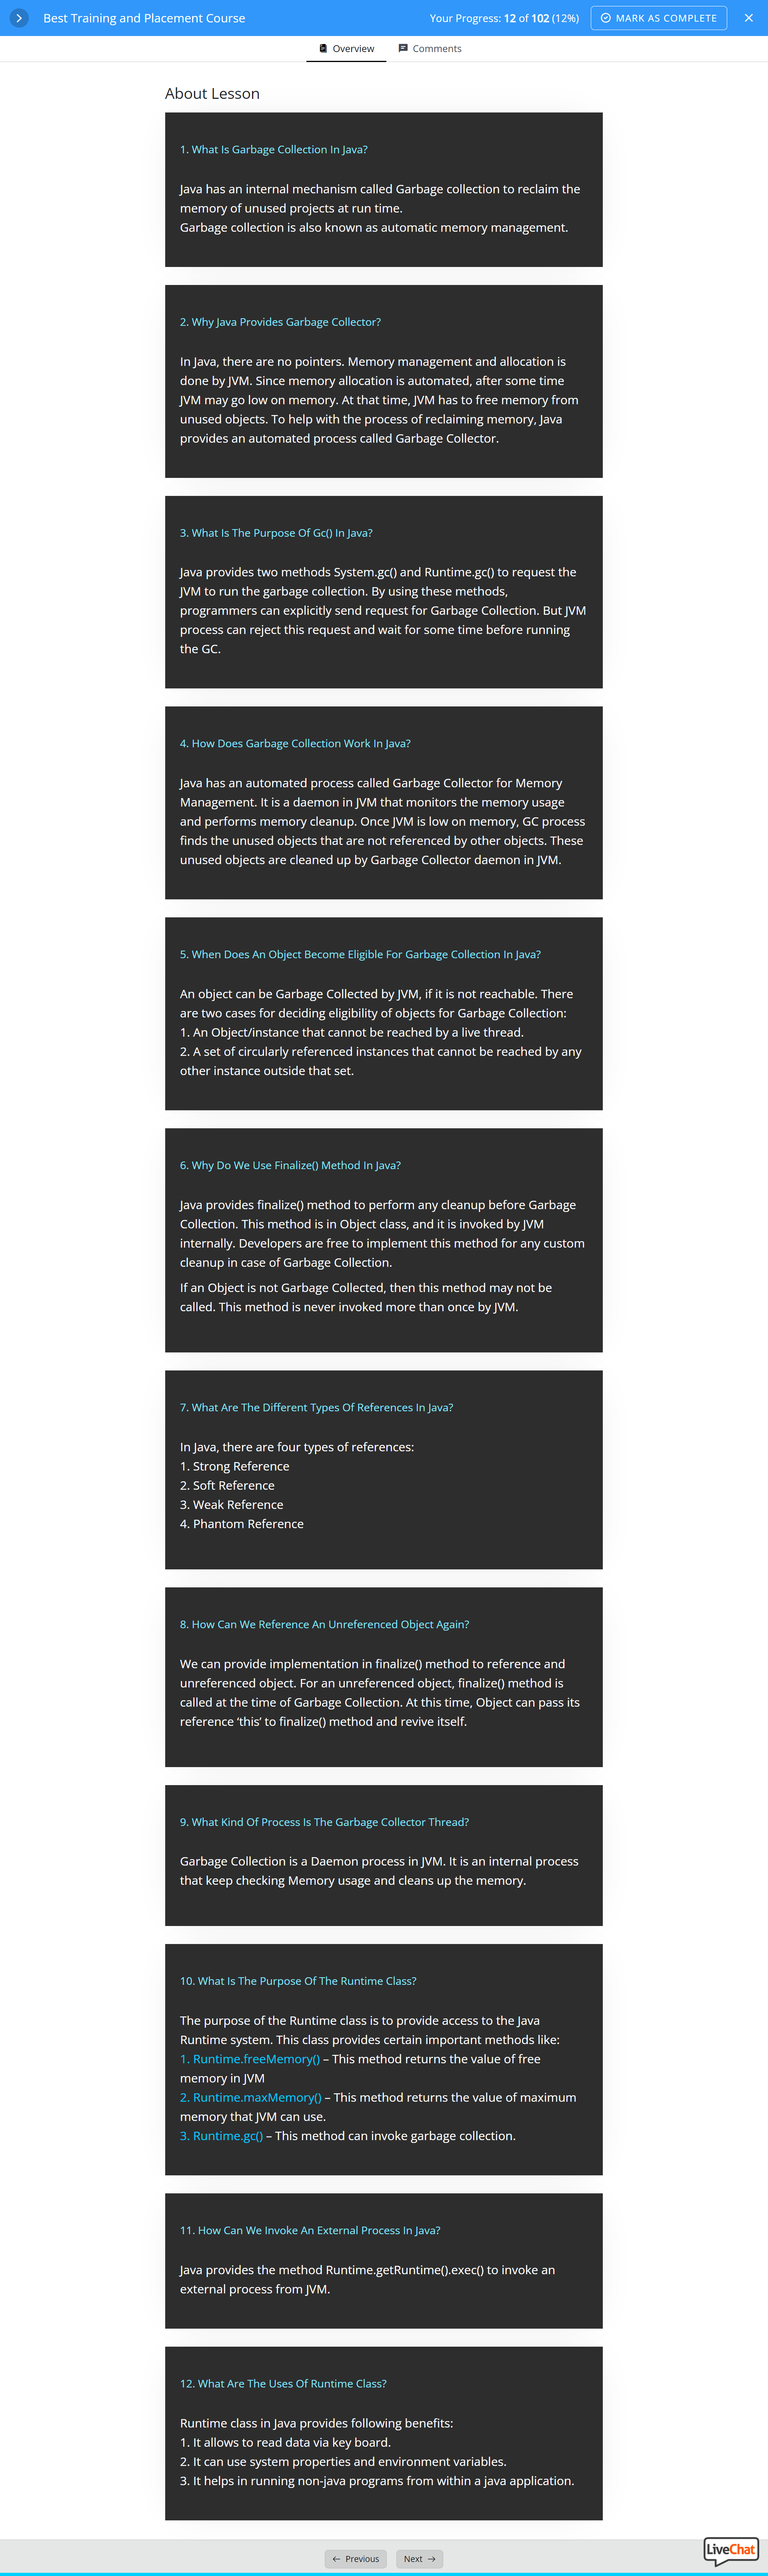 Best Training and Placement Course
Your Progress: 12 of 102 (12%)
MARK AS COMPLETE
Overview
Comments
About Lesson
1. What Is Garbage Collection In Java?
Java has an internal mechanism called Garbage collection to reclaim the
memory of unused projects at run time.
Garbage collection is also known as automatic memory management.
2. Why Java Provides Garbage Collector?
In Java, there are no pointers. Memory management and allocation is
done by JVM. Since memory allocation is automated, after some time
JVM may go low on memory. At that time, JVM has to free memory from
unused objects. To help with the process of reclaiming memory, Java
provides an automated process called Garbage Collector.
3. What Is The Purpose Of Gc() In Java?
Java provides two methods System.gc() and Runtime.gc() to request the
JVM to run the garbage collection. By using these methods,
programmers can explicitly send request for Garbage Collection. But JVM
process can reject this request and wait for some time before running
the GC.
4. How Does Garbage Collection Work In Java?
Java has an automated process called Garbage Collector for Memory
Management. It is a daemon in JVM that monitors the memory usage
and performs memory cleanup. Once JVM is low on memory, GC process
finds the unused objects that are not referenced by other objects. These
unused objects are cleaned up by Garbage Collector daemon in JVM.
5. When Does An Object Become Eligible For Garbage Collection In Java?
An object can be Garbage Collected by JVM, if it is not reachable. There
are two cases for deciding eligibility of objects for Garbage Collection:
1. An Object/instance that cannot be reached by a live thread.
2. A set of circularly referenced instances that cannot be reached by any
other instance outside that set.
6. Why Do We Use Finalize() Method In Java?
Java provides finalize() method to perform any cleanup before Garbage
Collection. This method is in Object class, and it is invoked by JVM
internally. Developers are free to implement this method for any custom
cleanup in case of Garbage Collection.
If an Object is not Garbage Collected, then this method may not be
called. This method is never invoked more than once by JVM.
7. What Are The Different Types Of References In Java?
In Java, there are four types of references:
1. Strong Reference
2. Soft Reference
3. Weak Reference
4. Phantom Reference
8. How Can We Reference An Unreferenced Object Again?
We can provide implementation in finalize() method to reference and
unreferenced object. For an unreferenced object, finalize() method is
called at the time of Garbage Collection. At this time, Object can pass its
reference ‘this’ to finalize() method and revive itself.
9. What Kind Of Process Is The Garbage Collector Thread?
Garbage Collection is a Daemon process in JVM. It is an internal process
that keep checking Memory usage and cleans up the memory.
10. What Is The Purpose Of The Runtime Class?
The purpose of the Runtime class is to provide access to the Java
Runtime system. This class provides certain important methods like:
1. Runtime.freeMemory() – This method returns the value of free
memory in JVM
2. Runtime.maxMemory() – This method returns the value of maximum
memory that JVM can use.
3. Runtime.gc() – This method can invoke garbage collection.
11. How Can We Invoke An External Process In Java?
Java provides the method Runtime.getRuntime().exec() to invoke an
external process from JVM.
12. What Are The Uses Of Runtime Class?
Runtime class in Java provides following benefits:
1. It allows to read data via key board.
2. It can use system properties and environment variables.
3. It helps in running non-java programs from within a java application.
LiveChat
Previous
Next